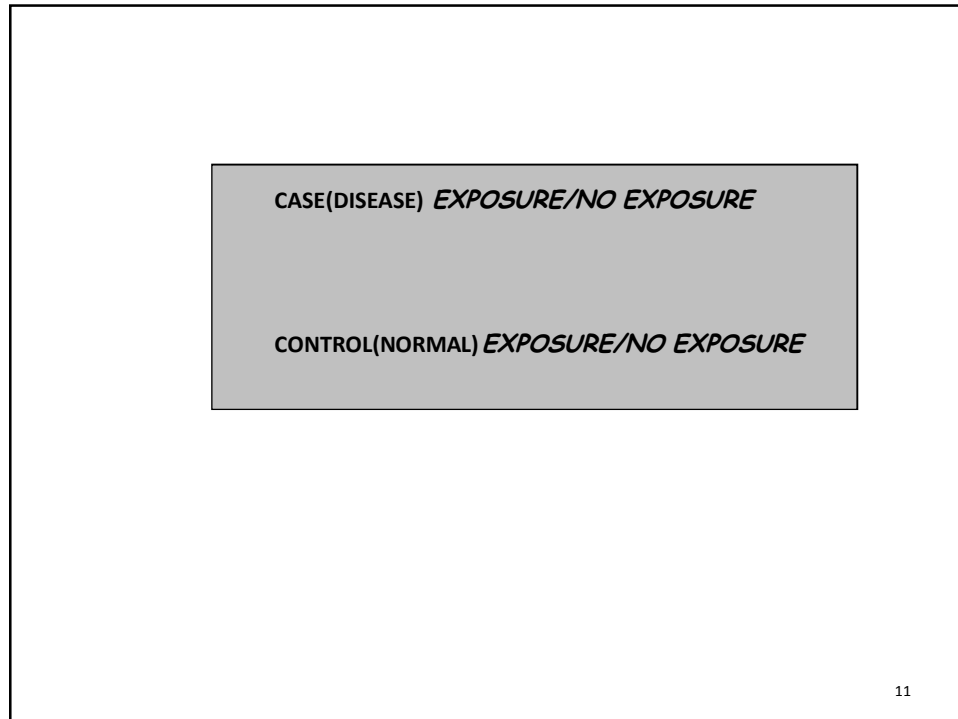 CASE(DISEASE) EXPOSURE/NO EXPOSURE
CONTROL(NORMAL) EXPOSURE/NO EXPOSURE
11